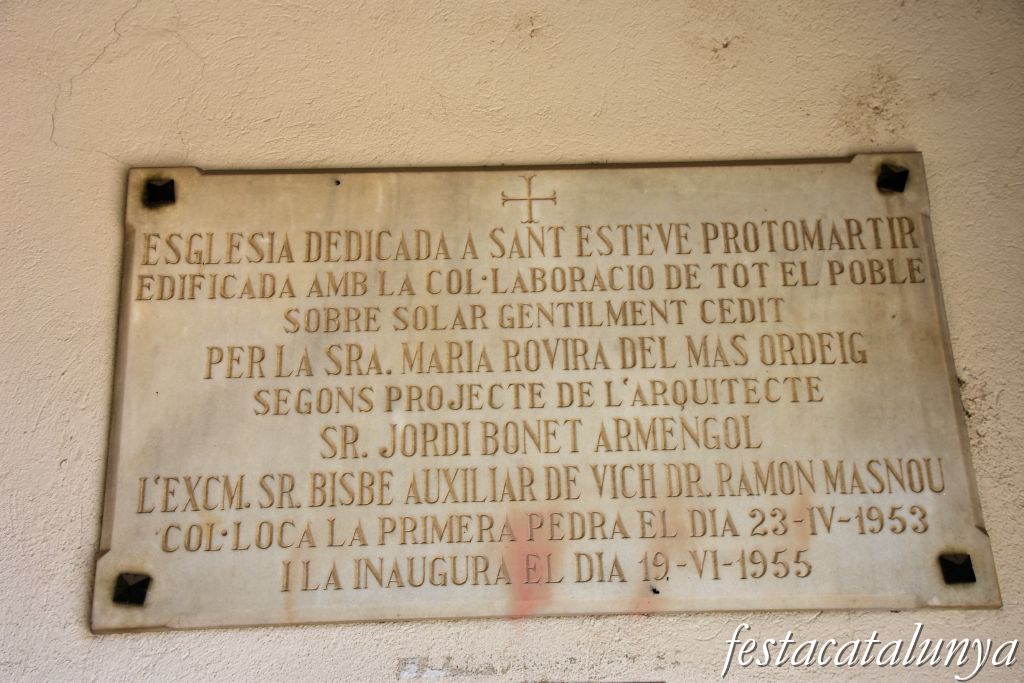 ESGLESIA DEDICADA A SANT ESTEVE PROTOMARTIR
EDIFICADA AMB LA COL·LABORACIO DE TOT EL POBLE
SOBRE SOLAR GENTILMENT CEDIT
PER LA SRA. MARIA ROVIRA DEL MAS ORDEIG
SEGONS PROJECTE DE L'ARQUITECTE
SR. JORDI BONET ARMENGOL
L'EXCM. SR. BISBE AUXILIAR DE VICH DR. RAMON MASNOU
COL·LOCA LA PRIMERA PEDRA EL DIA 23-IV-1953
I LA INAUGURA EL DIA 19-VI-1955
festacatalunya